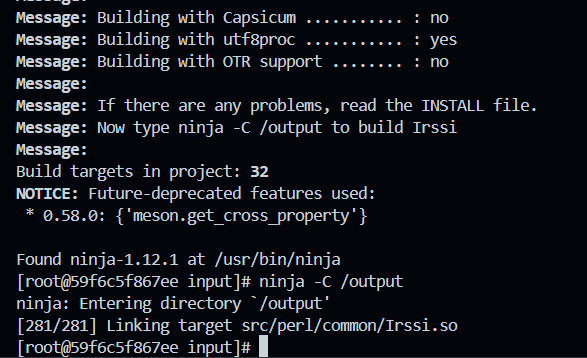 Message: Building with Capsicum ........... : no
Message: Building with utf8proc ........... : yes
Message: Building with OTR support ........ : no
Message:
Message: If there are any problems, read the INSTALL file.
Message: Now type ninja -C /output to build Irssi
Message:
Build targets in project: 32
NOTICE: Future-deprecated features used:
 * 0.58.0: {'meson.get_cross_property'}

Found ninja-1.12.1 at /usr/bin/ninja
[root@59f6c5f867ee input]# ninja -C /output
ninja: Entering directory `/output'
[281/281] Linking target src/perl/common/Irssi.so
[root@59f6c5f867ee input]#